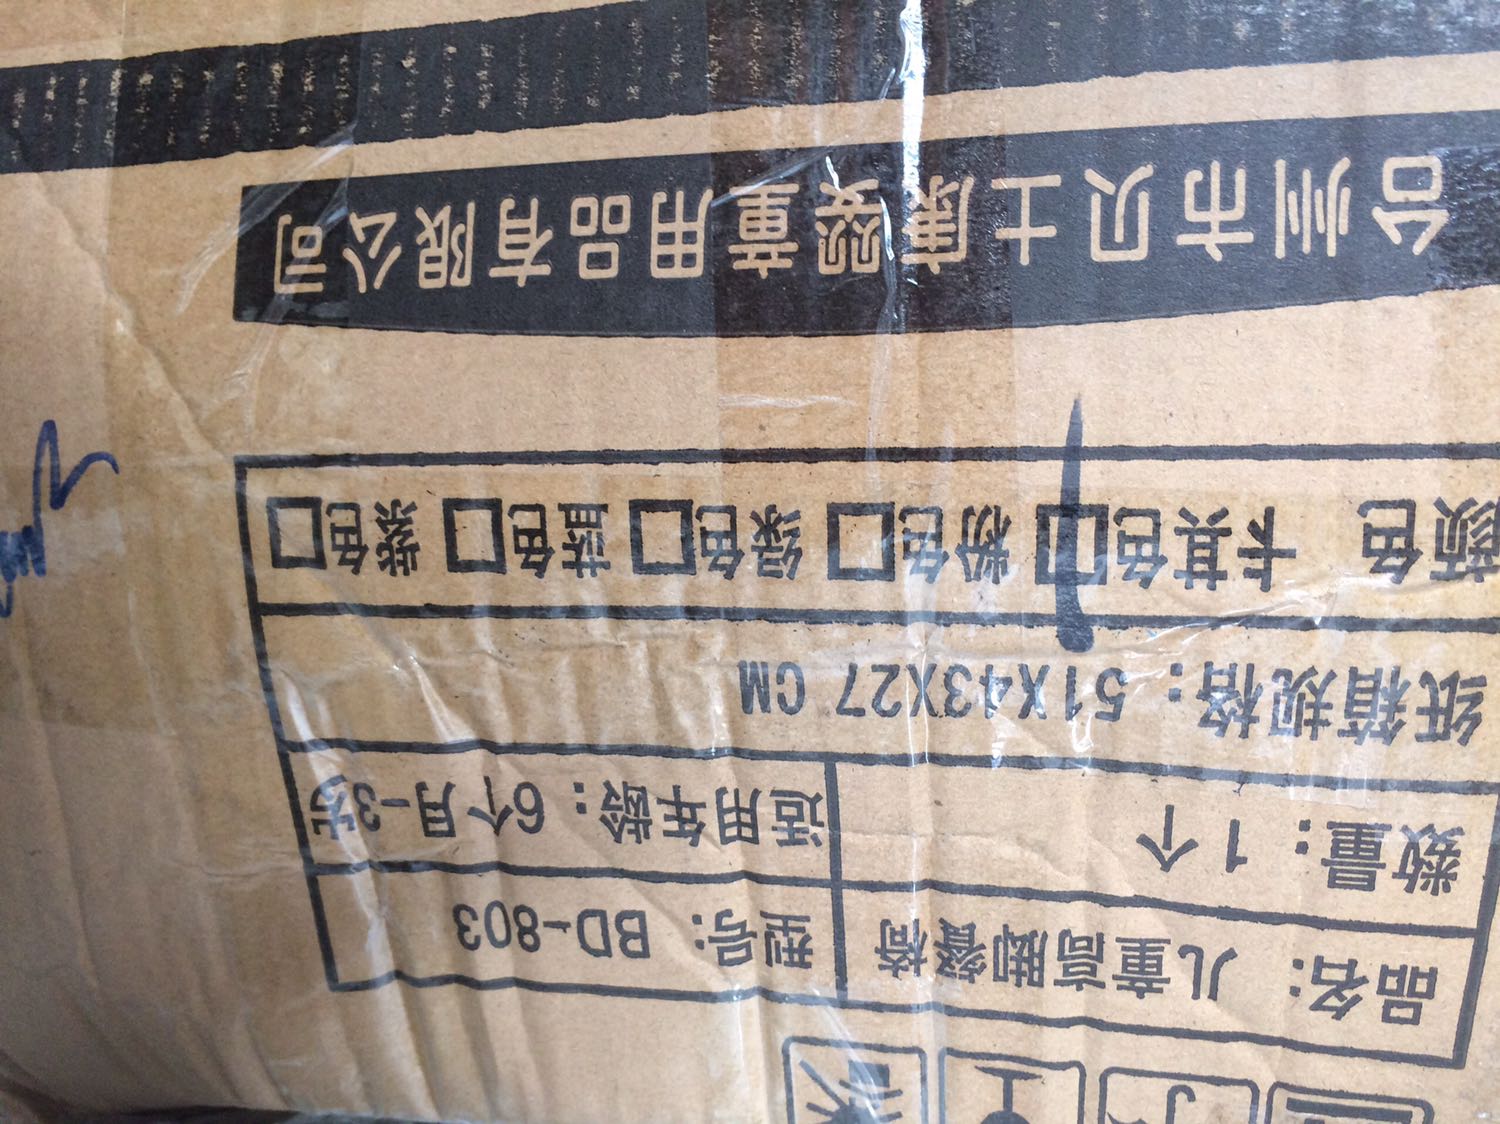 品名：儿童高脚餐椅 型号：BD-803
数量：1个 适用年龄：6个月-3岁
纸箱规格：51X43X27 CM
颜色 卡其色□ 粉色□ 绿色□ 蓝色□ 紫色□
台州市贝士康婴童用品有限公司